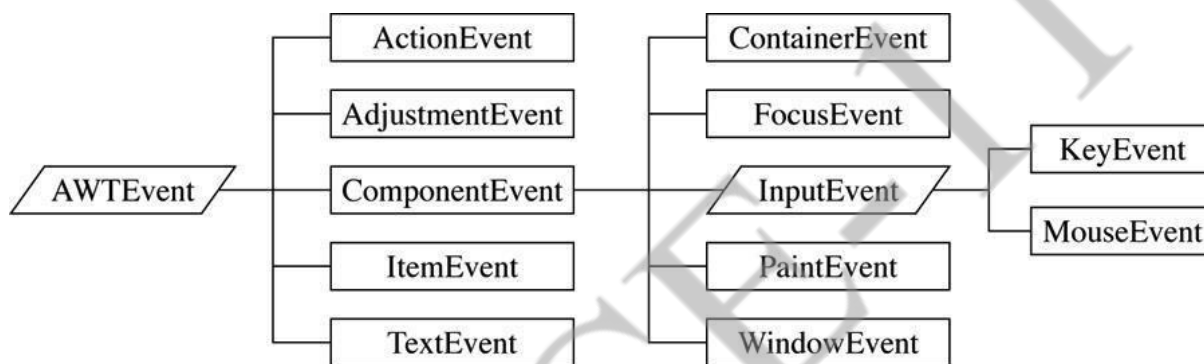 ActionEvent
ContainerEvent
AdjustmentEvent
FocusEvent
KeyEvent
AWTEvent
ComponentEvent
InputEvent
MouseEvent
ItemEvent
PaintEvent
TextEvent
WindowEvent